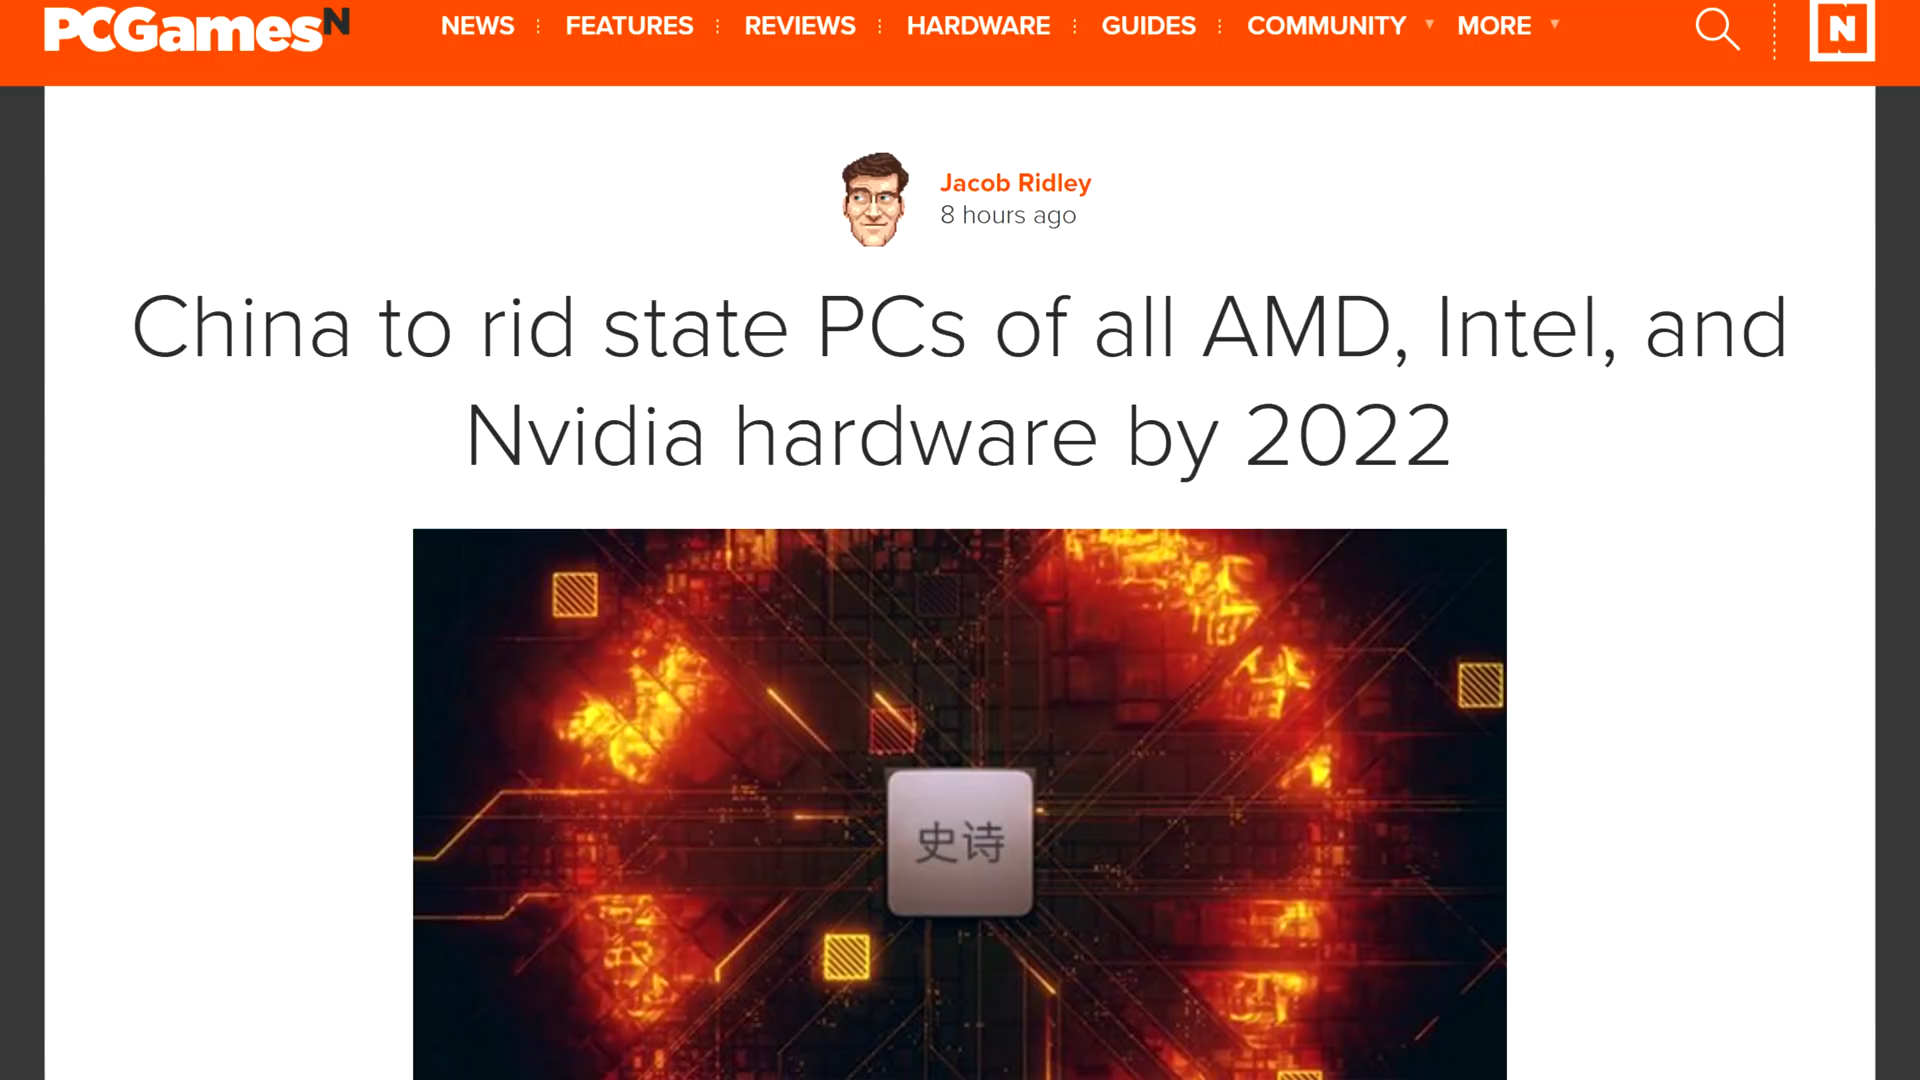 PCGamesN
NEWS FEATURES REVIEWS HARDWARE GUIDES COMMUNITY MORE
N
Jacob Ridley
8 hours ago
China to rid state PCs of all AMD, Intel, and
Nvidia hardware by 2022
史诗